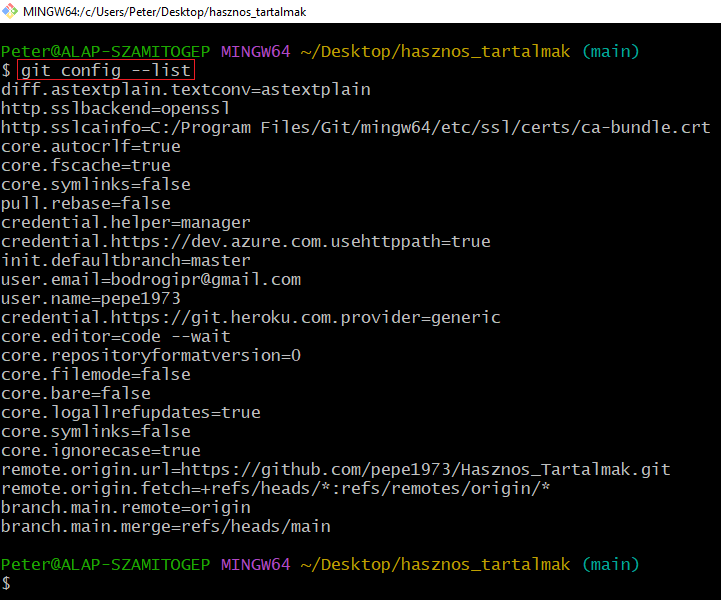 MINGW64:/c/Users/Peter/Desktop/hasznos_tartalmak
Peter@ALAP-SZAMITOGEP MINGW64 ~/Desktop/hasznos_tartalmak (main)
$ git config --list
diff.astextplain.textconv=astextplain
http.sslbackend=openssl
http.sslcainfo=C:/Program Files/Git/mingw64/etc/ssl/certs/ca-bundle.crt
core.autocrlf=true
core.fscache=true
core.symlinks=false
pull.rebase=false
credential.helper=manager
credential.https://dev.azure.com.usehttppath=true
init.defaultbranch=master
user.email=bodrogipr@gmail.com
user.name=pepe1973
credential.https://git.heroku.com.provider=generic
core.editor=code --wait
core.repositoryformatversion=0
core.filemode=false
core.bare=false
core.logallrefupdates=true
core.symlinks=false
core.ignorecase=true
remote.origin.url=https://github.com/pepe1973/Hasznos_Tartalmak.git
remote.origin.fetch=+refs/heads/*:refs/remotes/origin/*
branch.main.remote=origin
branch.main.merge=refs/heads/main
Peter@ALAP-SZAMITOGEP MINGW64 ~/Desktop/hasznos_tartalmak (main)
$